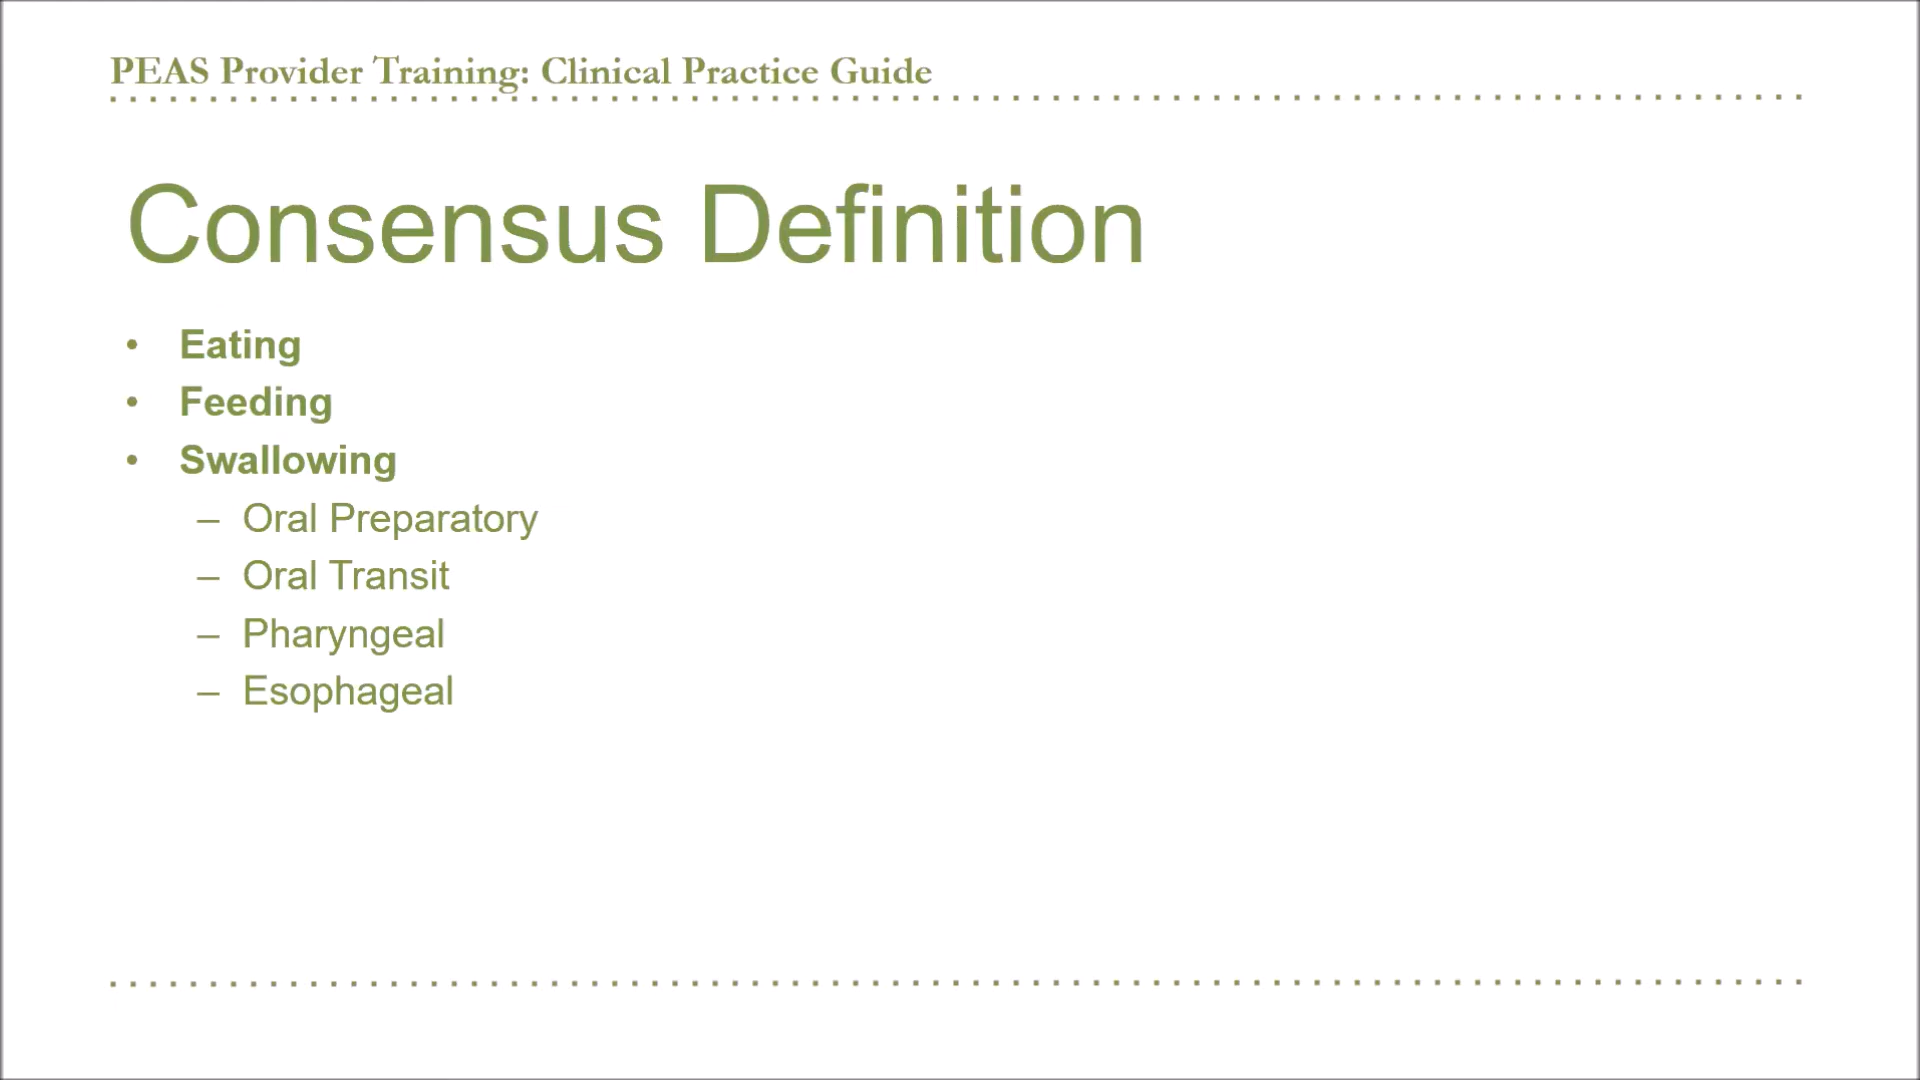 PEAS Provider Training: Clinical Practice Guide
Consensus Definition
• Eating
• Feeding
• Swallowing
– Oral Preparatory
– Oral Transit
– Pharyngeal
– Esophageal